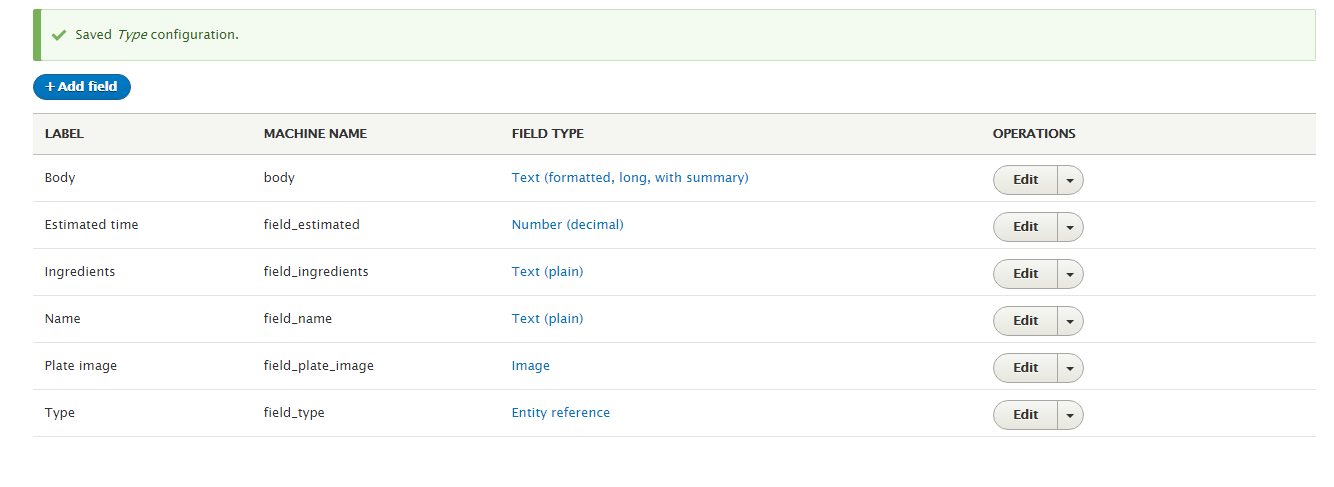 Saved Type configuration.
+ Add field
LABEL MACHINE NAME FIELD TYPE OPERATIONS
Body body Text (formatted, long, with summary) Edit
Estimated time field_estimated Number (decimal) Edit
Ingredients field_ingredients Text (plain) Edit
Name field_name Text (plain) Edit
Plate image field_plate_image Image Edit
Type field_type Entity reference Edit